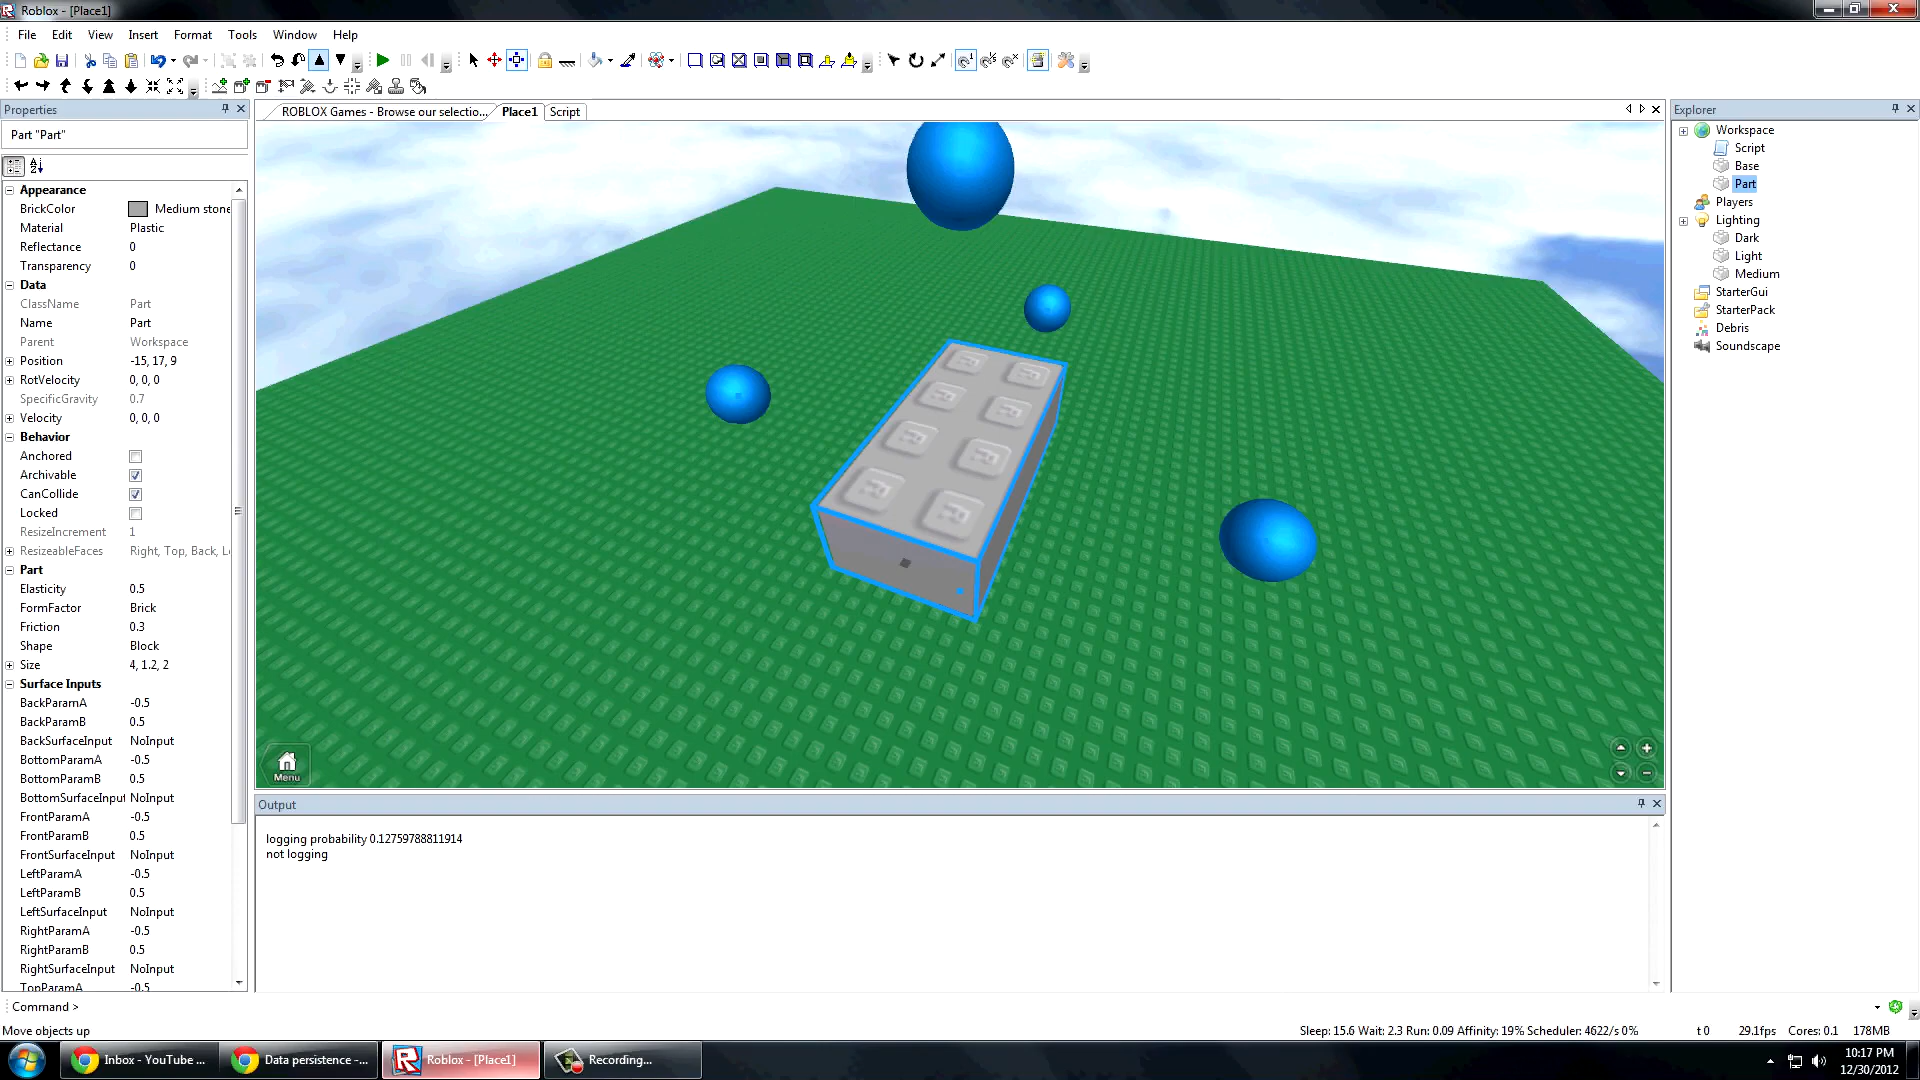 Roblox - [Place1]
File Edit View Insert Format Tools Window Help
Properties
Part "Part"
Appearance
BrickColor Medium stone
Material Plastic
Reflectance 0
Transparency 0
Data
ClassName Part
Name Part
Parent Workspace
Position -15, 17, 9
RotVelocity 0, 0, 0
SpecificGravity 0.7
Velocity 0, 0, 0
Behavior
Anchored
Archivable
CanCollide
Locked
ResizeIncrement 1
ResizeableFaces Right, Top, Back, L
Part
Elasticity 0.5
FormFactor Brick
Friction 0.3
Shape Block
Size 4, 1.2, 2
Surface Inputs
BackParamA -0.5
BackParamB 0.5
BackSurfaceInput NoInput
BottomParamA -0.5
BottomParamB 0.5
BottomSurfaceInput NoInput
FrontParamA -0.5
FrontParamB 0.5
FrontSurfaceInput NoInput
LeftParamA -0.5
LeftParamB 0.5
LeftSurfaceInput NoInput
RightParamA -0.5
RightParamB 0.5
RightSurfaceInput NoInput
TopParamA -0.5
ROBLOX Games - Browse our selectio... Place1 Script
Menu
Output
logging probability 0.12759788811914
not logging
Explorer
Workspace
Script
Base
Part
Players
Lighting
Dark
Light
Medium
StarterGui
StarterPack
Debris
Soundscape
Command >
Move objects up
Sleep: 15.6 Wait: 2.3 Run: 0.09 Affinity: 19% Scheduler: 4622/s 0% t 0 29.1fps Cores: 0.1 178MB
Inbox - YouTube ... Data persistence -... Roblox - [Place1] Recording...
10:17 PM
12/30/2012